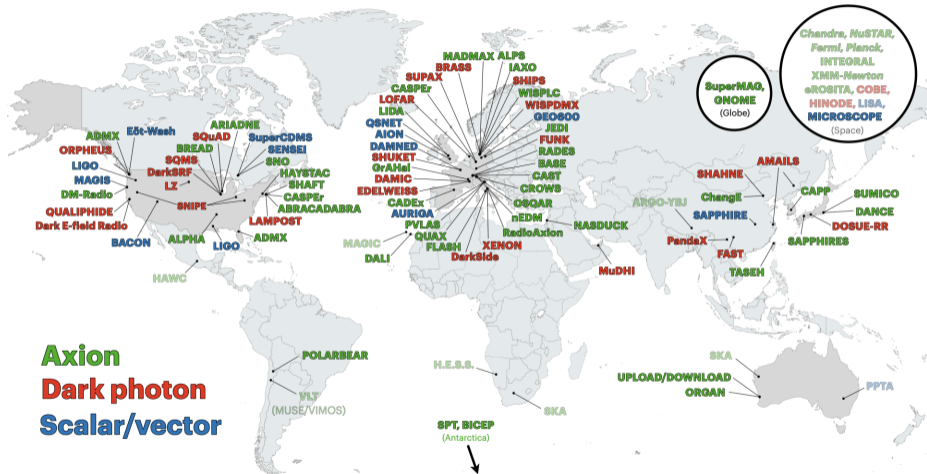 Chandra, NuSTAR,
Fermi, Planck,
INTEGRAL
XMM-Newton
eROSITA, COBE,
HINODE, LISA,
MICROSCOPE
(Space)
SuperMAG,
GNOME
(Globe)
ADMX
Eöt-Wash
ARIADNE
ORPHEUS
BREAD
SQuAD
SuperCDMS
SENSEI
LIGO
SQMS
SNO
MAGIS
DarkSRF
HAYSTAC
DM-Radio
LZ
SHAFT
CASPEr
QUALIPHIDE
SNIPE
ABRACADABRA
Dark E-field Radio
LAMPOST
BACON
ALPHA
LIGO
ADMX
HAWC
MADMAX
ALPS
BRASS
IAXO
SUPAX
SHIPS
CASPEr
WISPLC
LOFAR
WISPDMX
LIDA
GEO600
QSNET
JEDI
AION
FUNK
DAMNED
RADES
SHUKET
BASE
GrAHal
CAST
DAMIC
CROWS
EDELWEISS
OSQAR
CADEx
nEDM
AURIGA
RadioAxion
PVLAS
NASDUCK
QUAX
XENON
FLASH
DarkSide
MAGIC
DALI
MuDHI
AMAILS
SHAHNE
ChangE
CAPP
SUMICO
ARGO-YBJ
SAPPHIRE
DANCE
DOSUE-RR
PandaX
SAPPHIRES
FAST
TASEH
Axion
Dark photon
Scalar/vector
POLARBEAR
VLT
(MUSE/VIMOS)
H.E.S.S.
SKA
SPT, BICEP
(Antarctica)
SKA
UPLOAD/DOWNLOAD
ORGAN
PPTA